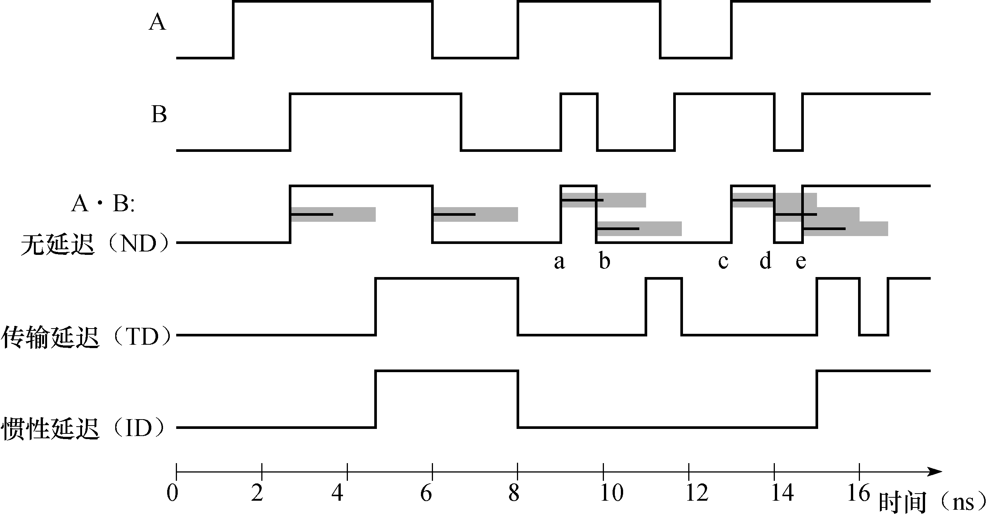 A
B
A·B:
无延迟（ND）
a b c d e
传输延迟（TD）
惯性延迟（ID）
0 2 4 6 8 10 12 14 16 时间（ns）